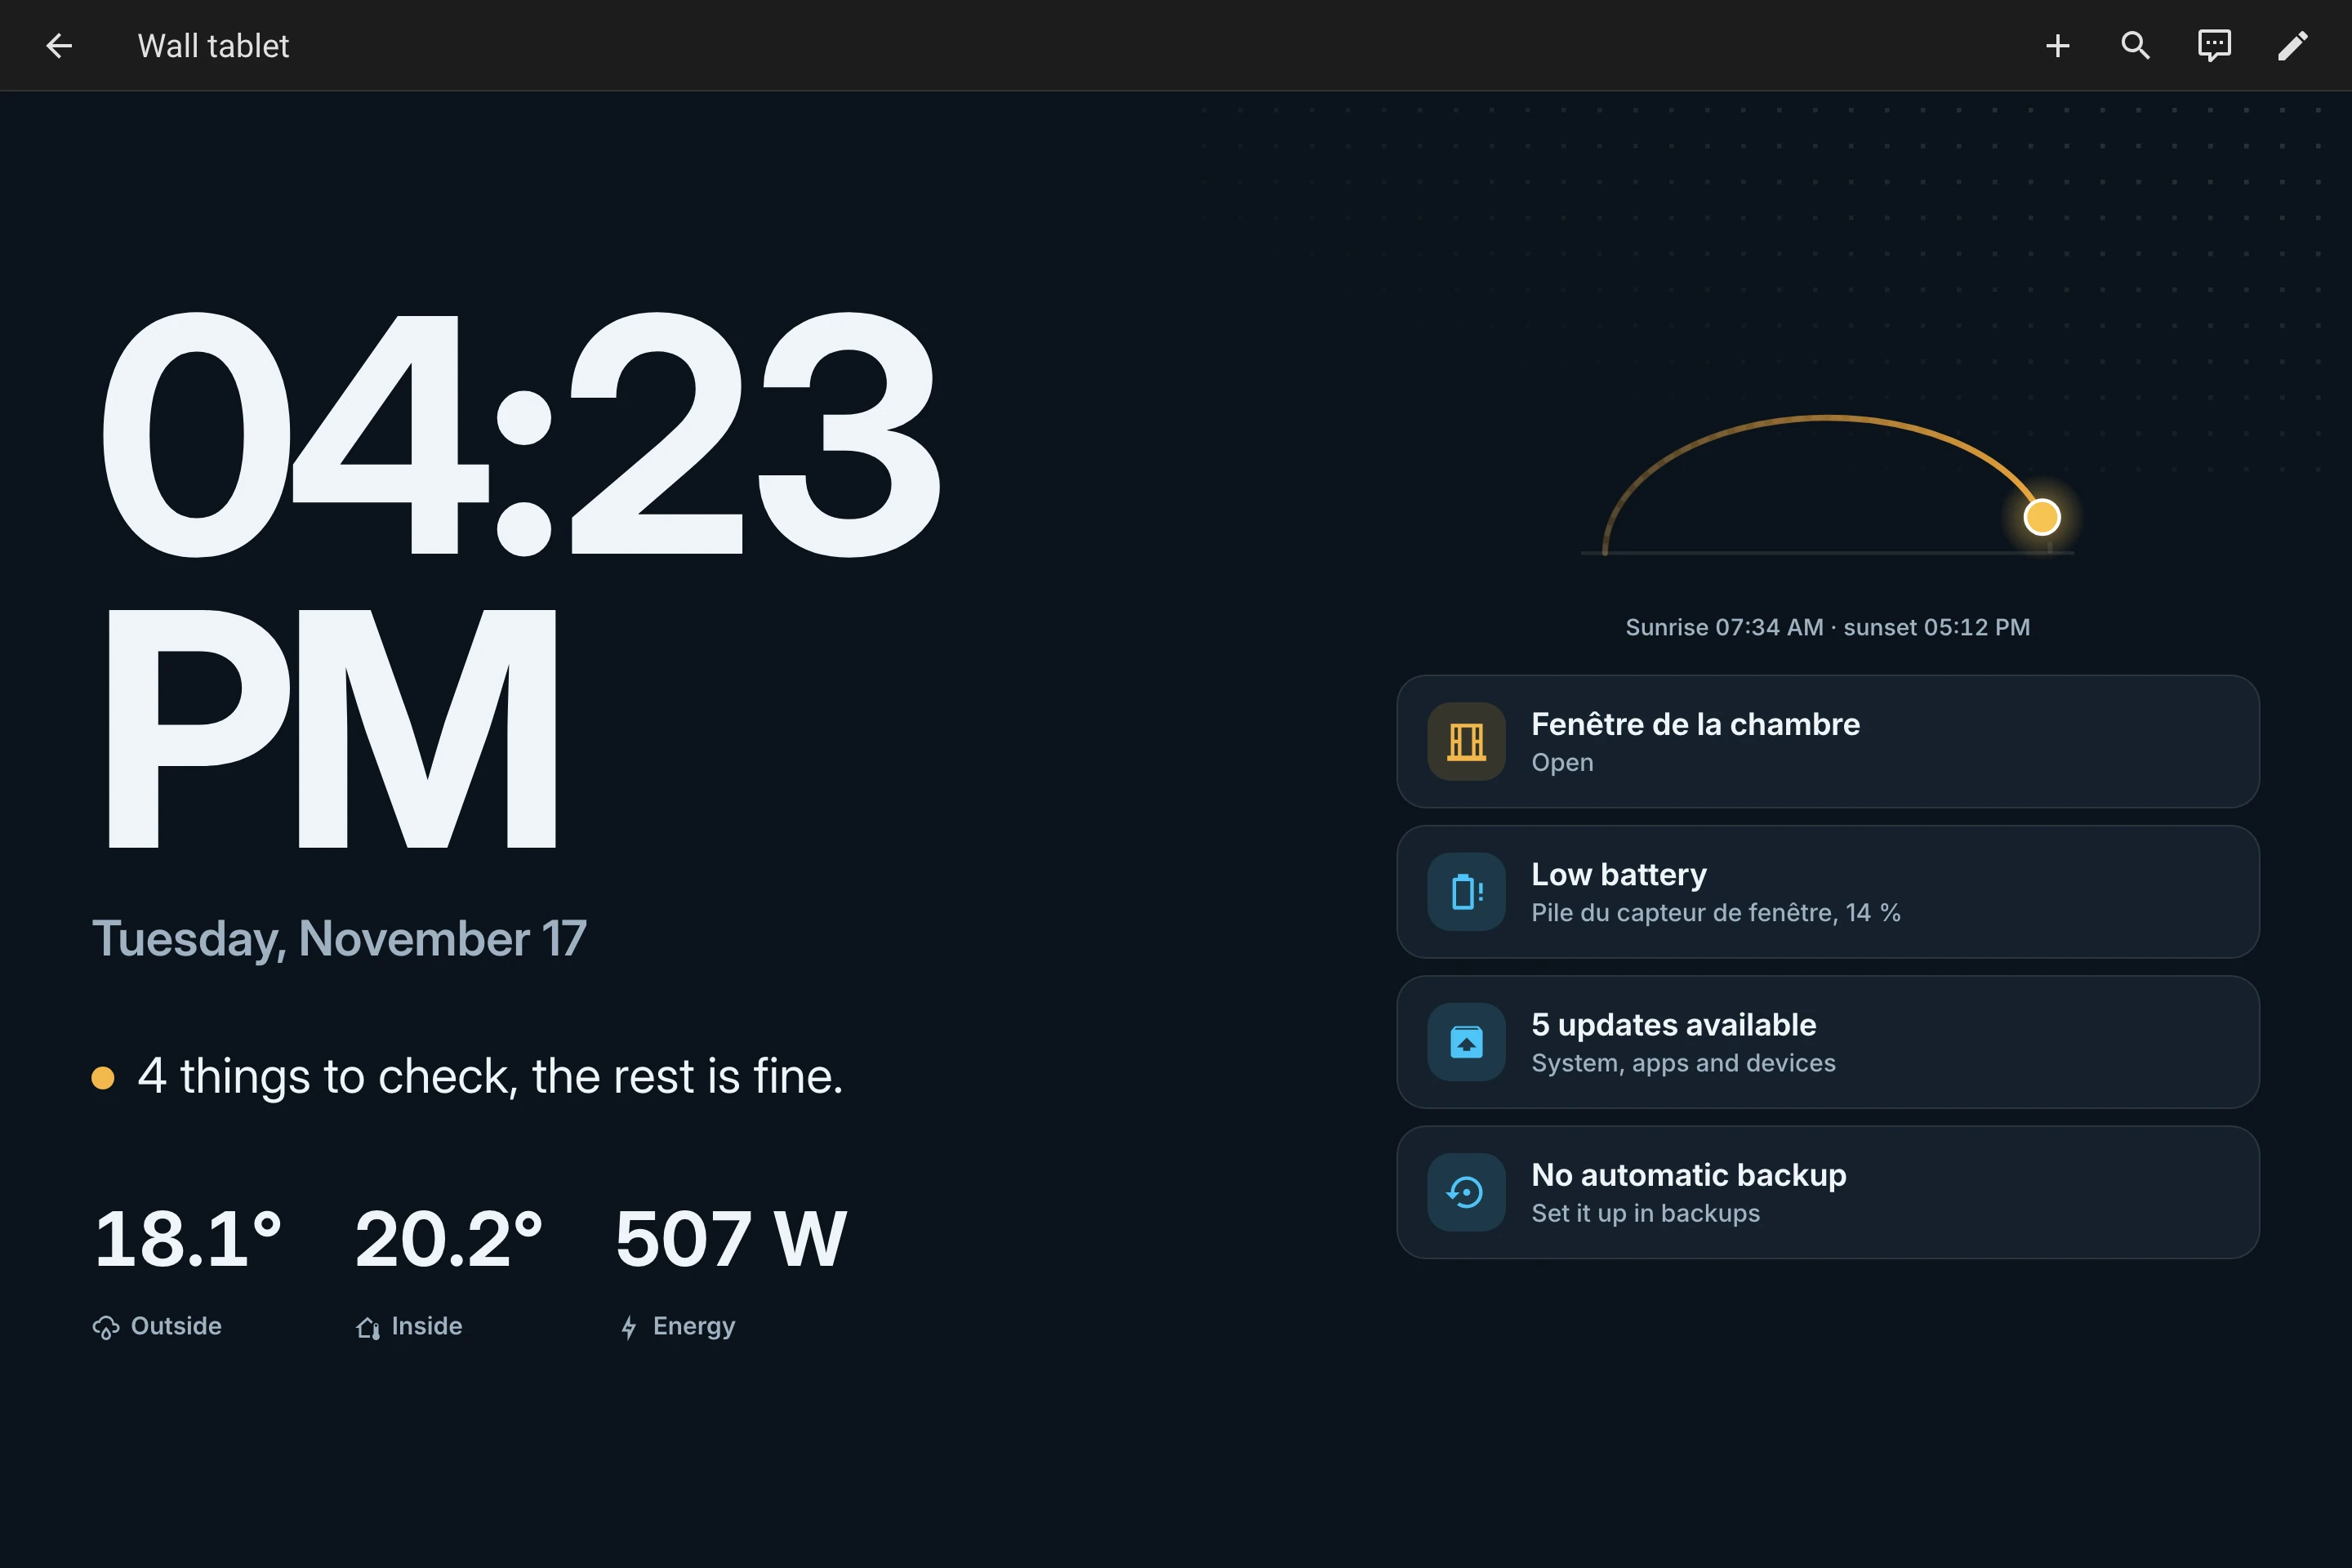 Wall tablet
04:23
PM
Tuesday, November 17
4 things to check, the rest is fine.
18.1° 20.2° 507 W
Outside Inside Energy
Sunrise 07:34 AM · sunset 05:12 PM
Fenêtre de la chambre
Open
Low battery
Pile du capteur de fenêtre, 14 %
5 updates available
System, apps and devices
No automatic backup
Set it up in backups